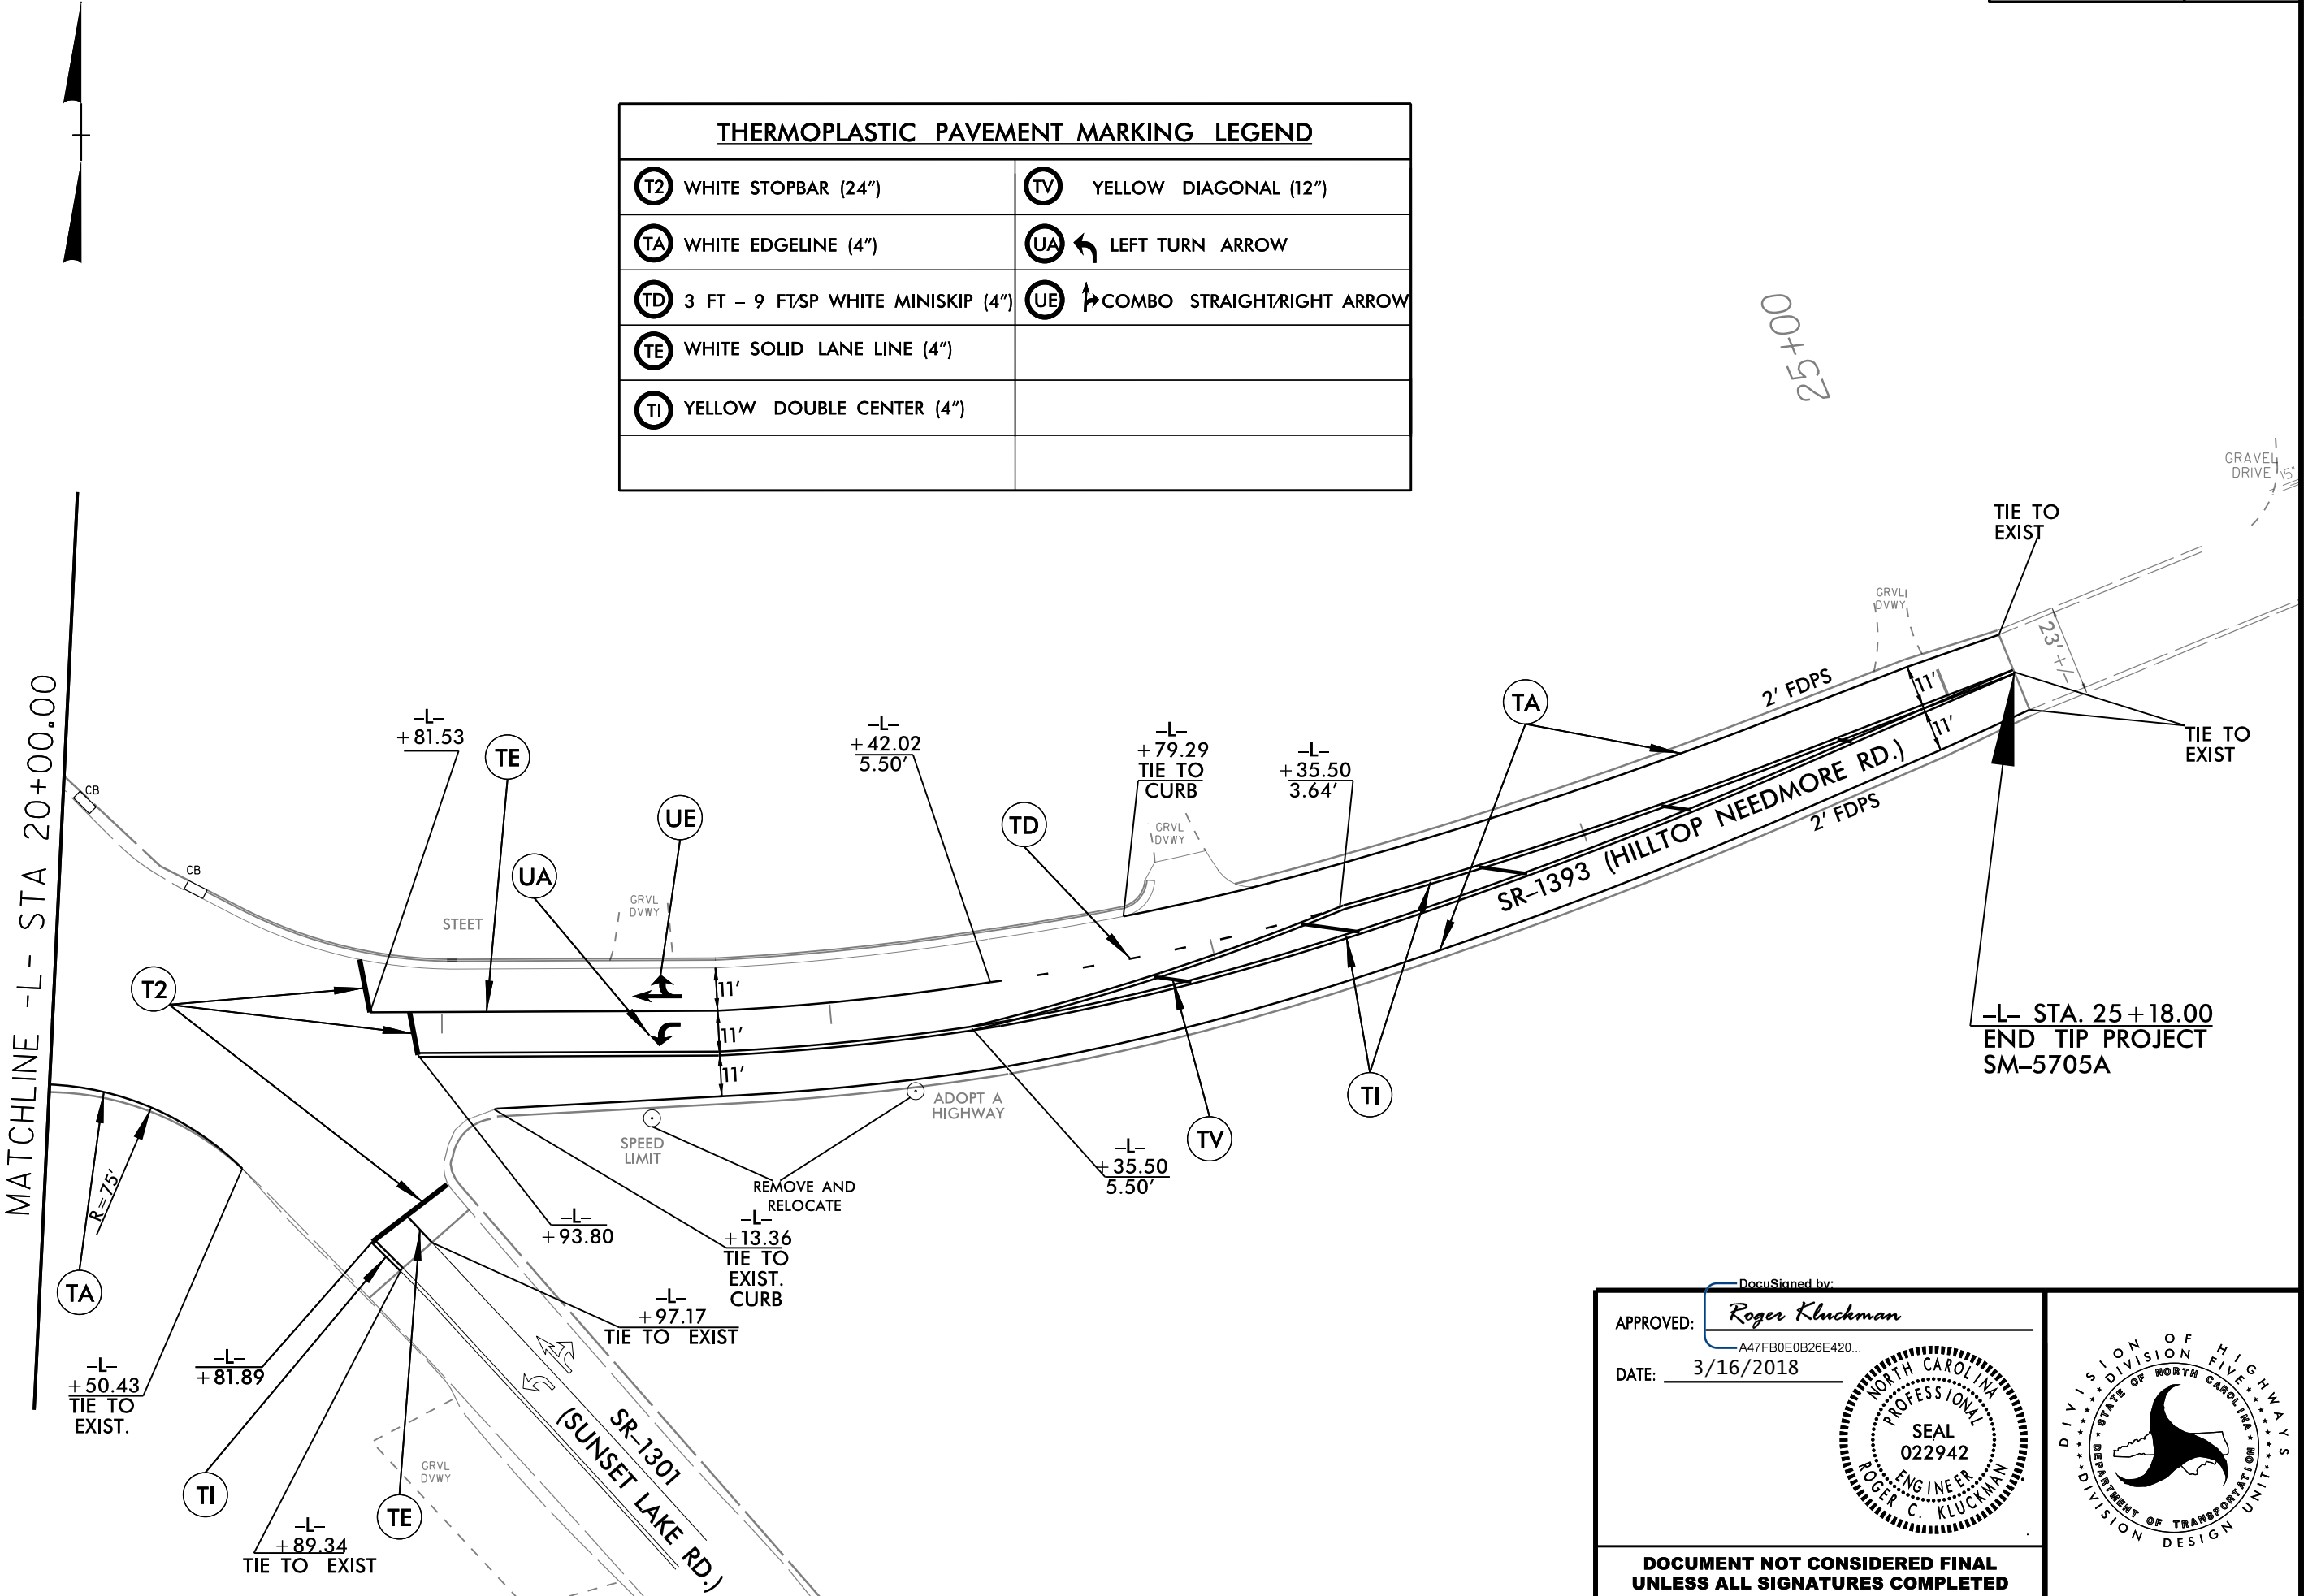 THERMOPLASTIC PAVEMENT MARKING LEGEND
T2 WHITE STOPBAR (24")
TV YELLOW DIAGONAL (12")
TA WHITE EDGELINE (4")
UA LEFT TURN ARROW
TD 3 FT – 9 FT/SP WHITE MINISKIP (4")
UE COMBO STRAIGHT/RIGHT ARROW
TE WHITE SOLID LANE LINE (4")
TI YELLOW DOUBLE CENTER (4")
25+00
GRAVEL
DRIVE
15"
TIE TO
EXIST
GRVL
DVWY
23' +/-
MATCHLINE -L- STA 20+00.00
CB
CB
–L–
+81.53
TE
UE
UA
STEET
GRVL
DVWY
–L–
+42.02
5.50'
TD
–L–
+79.29
TIE TO
CURB
GRVL
DVWY
–L–
+35.50
3.64'
TA
2' FDPS
11'
11'
TIE TO
EXIST
SR–1393 (HILLTOP NEEDMORE RD.)
2' FDPS
T2
11'
11'
11'
–L– STA. 25+18.00
END TIP PROJECT
SM–5705A
TI
TV
–L–
+35.50
5.50'
ADOPT A
HIGHWAY
SPEED
LIMIT
REMOVE AND
RELOCATE
–L–
+93.80
–L–
+13.36
TIE TO
EXIST.
CURB
R=75'
TA
–L–
+97.17
TIE TO EXIST
–L–
+50.43
TIE TO
EXIST.
–L–
+81.89
TI
TE
–L–
+89.34
TIE TO EXIST
GRVL
DVWY
SR–1301
(SUNSET LAKE RD.)
DocuSigned by:
APPROVED: Roger Kluckman
A47FB0E0B26E420...
DATE: 3/16/2018
NORTH CAROLINA
PROFESSIONAL
SEAL
022942
ENGINEER
ROGER C. KLUCKMAN
DOCUMENT NOT CONSIDERED FINAL
UNLESS ALL SIGNATURES COMPLETED
DIVISION OF HIGHWAYS
DIVISION FIVE
STATE OF NORTH CAROLINA
DEPARTMENT OF TRANSPORTATION
DIVISION DESIGN UNIT